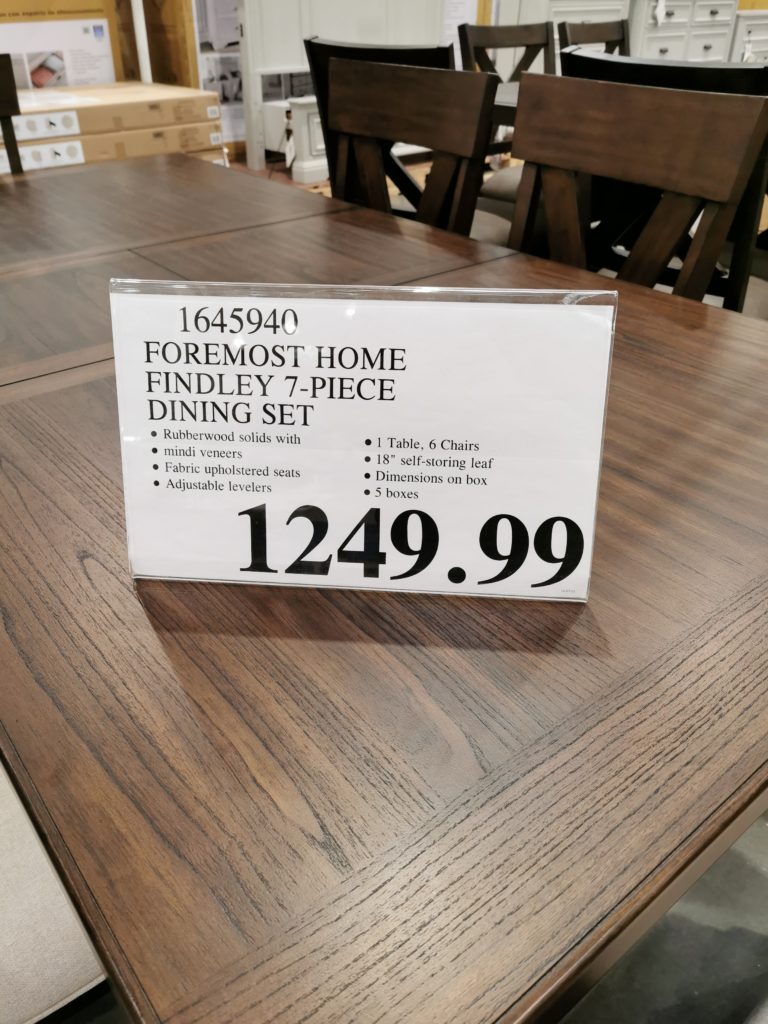 1645940
FOREMOST HOME
FINDLEY 7-PIECE
DINING SET
• Rubberwood solids with
• mindi veneers
• Fabric upholstered seats
• Adjustable levelers
• 1 Table, 6 Chairs
• 18" self-storing leaf
• Dimensions on box
• 5 boxes
1249.99